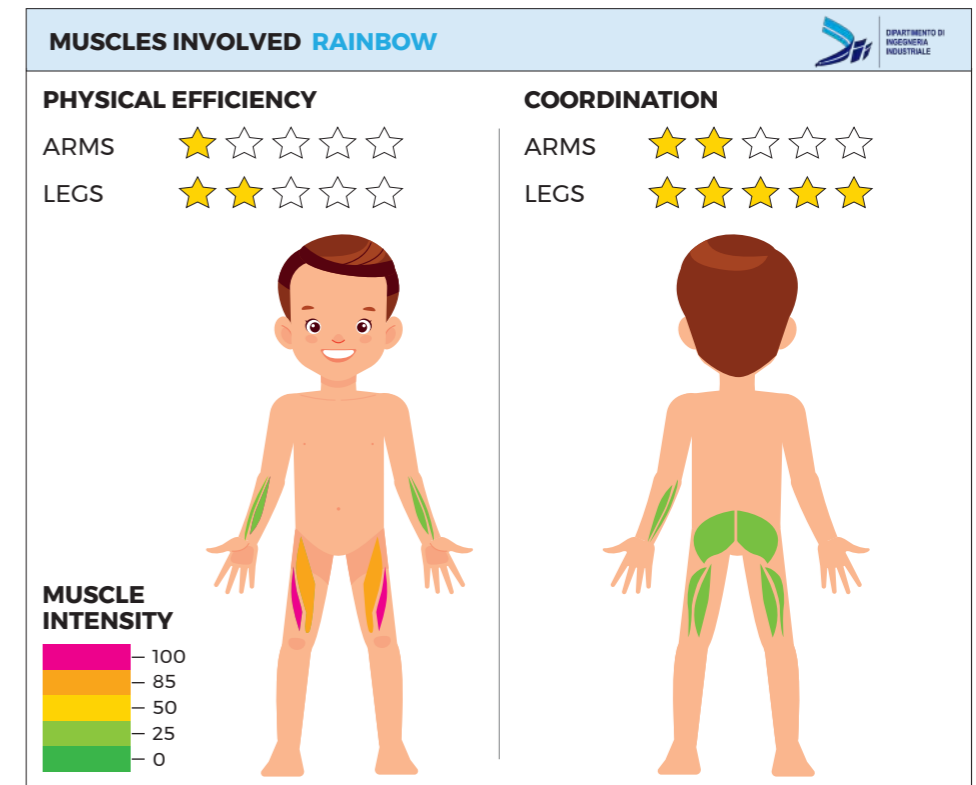 MUSCLES INVOLVED RAINBOW
DIPARTIMENTO DI
INGEGNERIA
INDUSTRIALE
PHYSICAL EFFICIENCY
ARMS
LEGS
COORDINATION
ARMS
LEGS
MUSCLE
INTENSITY
100
85
50
25
0